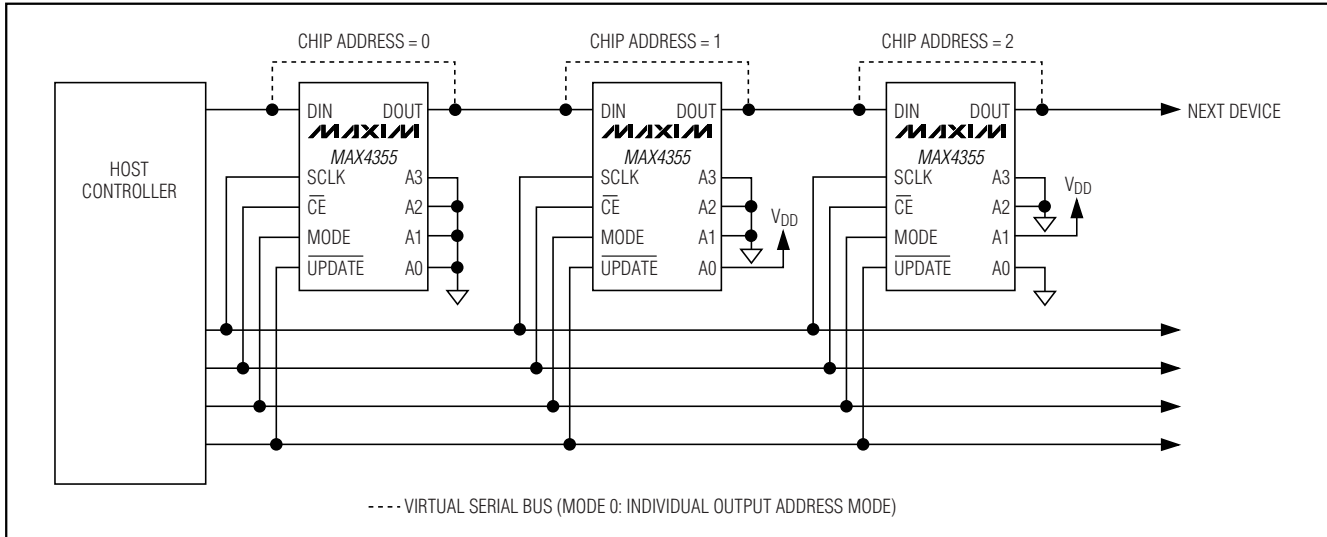 CHIP ADDRESS = 0
CHIP ADDRESS = 1
CHIP ADDRESS = 2
HOST
CONTROLLER
DIN DOUT
MAXIM
MAX4355
SCLK A3
CE A2
MODE A1
UPDATE A0
DIN DOUT
MAXIM
MAX4355
SCLK A3
CE A2
MODE A1
UPDATE A0
VDD
DIN DOUT
MAXIM
MAX4355
SCLK A3
CE A2
MODE A1
UPDATE A0
VDD
NEXT DEVICE
---- VIRTUAL SERIAL BUS (MODE 0: INDIVIDUAL OUTPUT ADDRESS MODE)